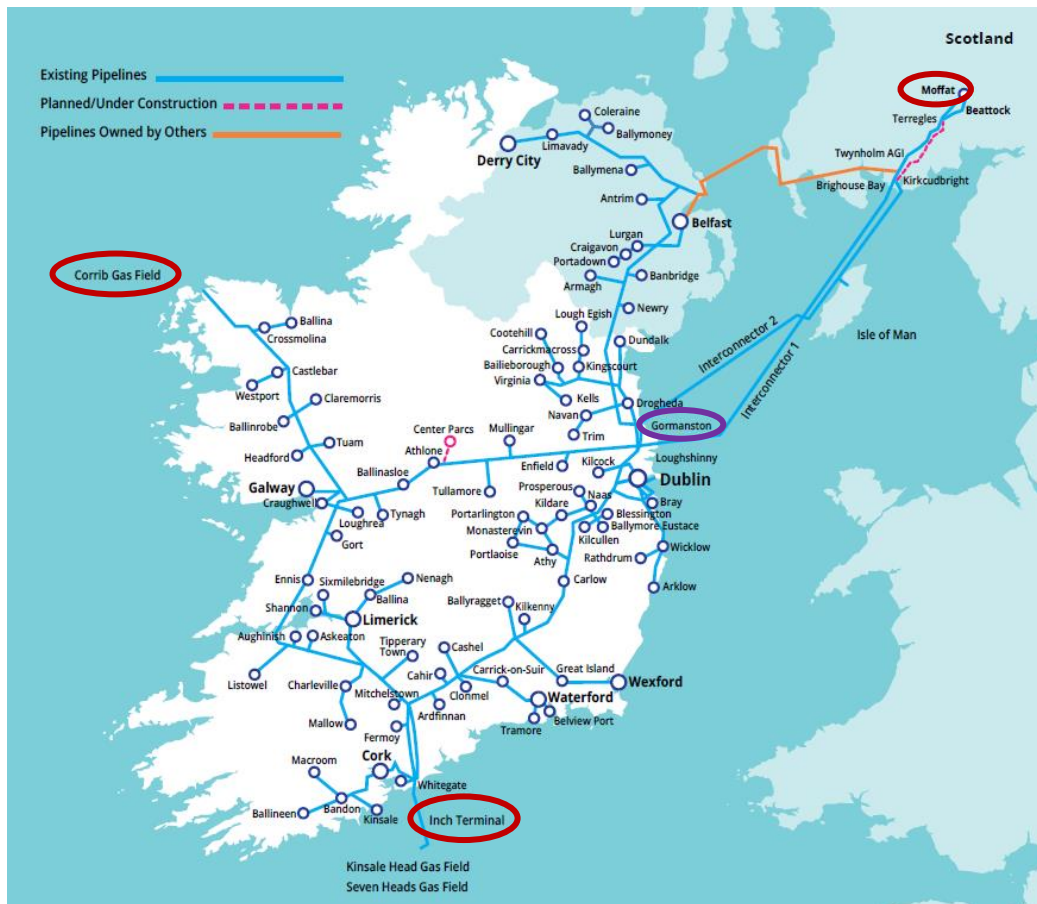 Scotland
Existing Pipelines
Planned/Under Construction
Pipelines Owned by Others
Moffat
Beattock
Terregles
Twynholm AGI
Brighouse Bay
Kirkcudbright
Coleraine
Ballymoney
Limavady
Derry City
Ballymena
Antrim
Belfast
Lurgan
Craigavon
Portadown
Armagh
Banbridge
Newry
Corrib Gas Field
Ballina
Crossmolina
Castlebar
Westport
Claremorris
Ballinrobe
Tuam
Headford
Galway
Craughwell
Loughrea
Tynagh
Gort
Lough Egish
Cootehill
Carrickmacross
Bailieborough
Kingscourt
Virginia
Kells
Dundalk
Drogheda
Navan
Trim
Gormanston
Interconnector 2
Interconnector 1
Isle of Man
Center Parcs
Mullingar
Athlone
Ballinasloe
Tullamore
Enfield
Kilcock
Loughshinny
Dublin
Prosperous
Naas
Kildare
Bray
Blessington
Portarlington
Monasterevin
Ballymore Eustace
Kilcullen
Portlaoise
Athy
Rathdrum
Wicklow
Carlow
Arklow
Ennis
Sixmilebridge
Nenagh
Shannon
Ballina
Limerick
Ballyragget
Kilkenny
Aughinish
Askeaton
Tipperary
Town
Cashel
Listowel
Charleville
Cahir
Carrick-on-Suir
Great Island
Mitchelstown
Clonmel
Wexford
Waterford
Ardfinnan
Mallow
Fermoy
Tramore
Belview Port
Cork
Macroom
Whitegate
Bandon
Ballineen
Kinsale
Inch Terminal
Kinsale Head Gas Field
Seven Heads Gas Field